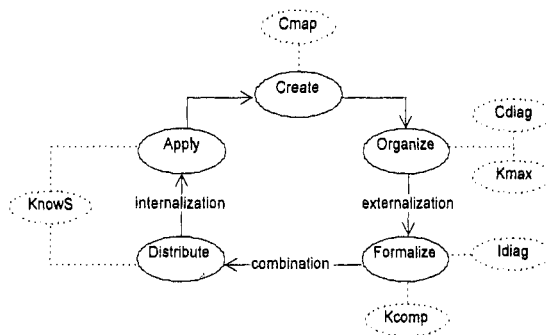 Cmap
Create
Cdiag
Apply
Organize
Kmax
KnowS
internalization
externalization
Distribute
combination
Formalize
Idiag
Kcomp